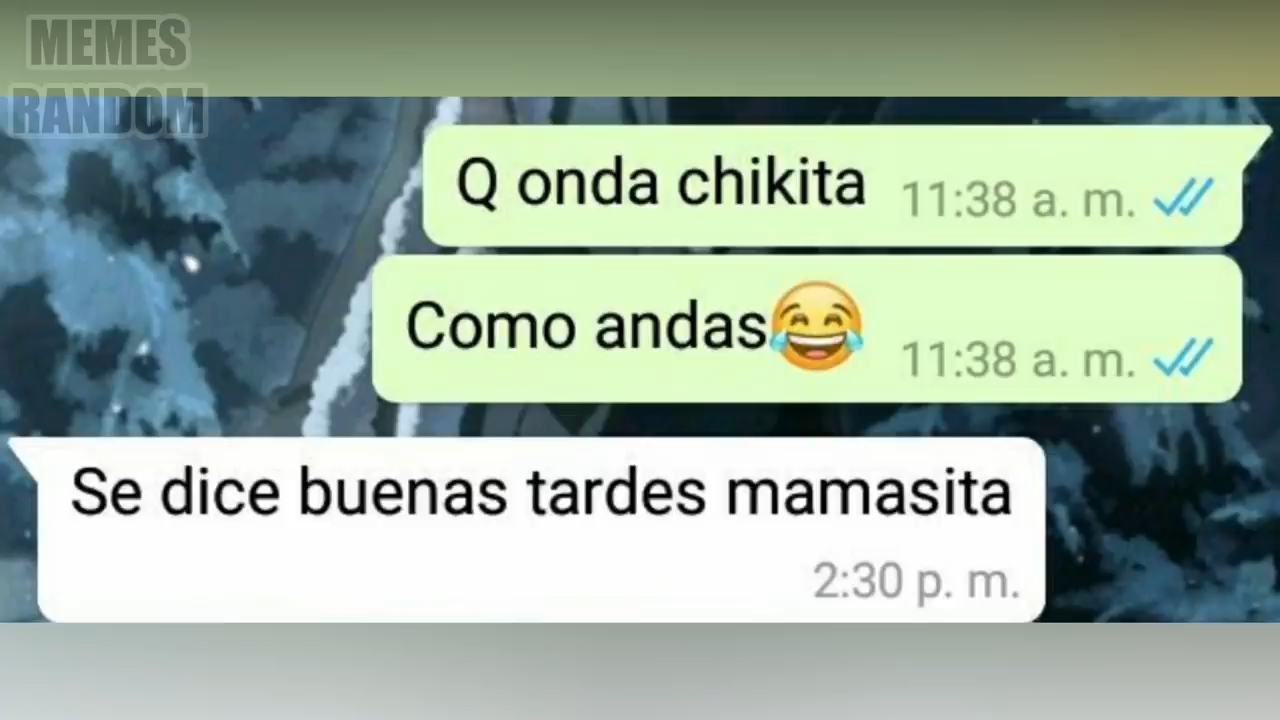 MEMES
RANDOM
Q onda chikita 11:38 a. m.
Como andas😂 11:38 a. m.
Se dice buenas tardes mamasita
2:30 p. m.